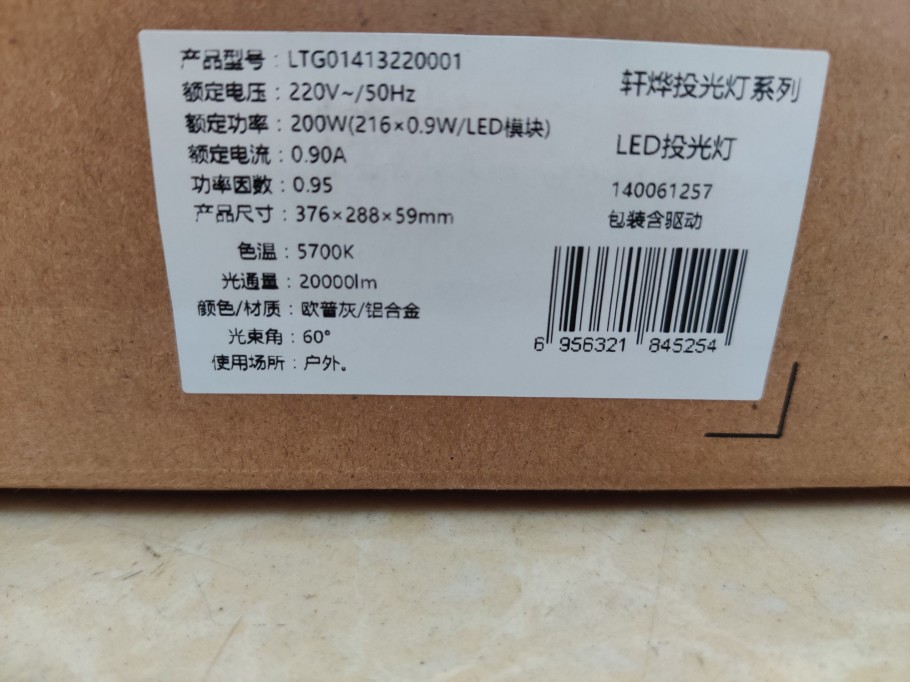 产品型号：LTG01413220001
额定电压：220V~/50Hz
额定功率：200W(216×0.9W/LED模块)
额定电流：0.90A
功率因数：0.95
产品尺寸：376×288×59mm
色温：5700K
光通量：20000lm
颜色/材质：欧普灰/铝合金
光束角：60°
使用场所：户外。
轩烨投光灯系列
LED投光灯
140061257
包装含驱动
6 956321 845254